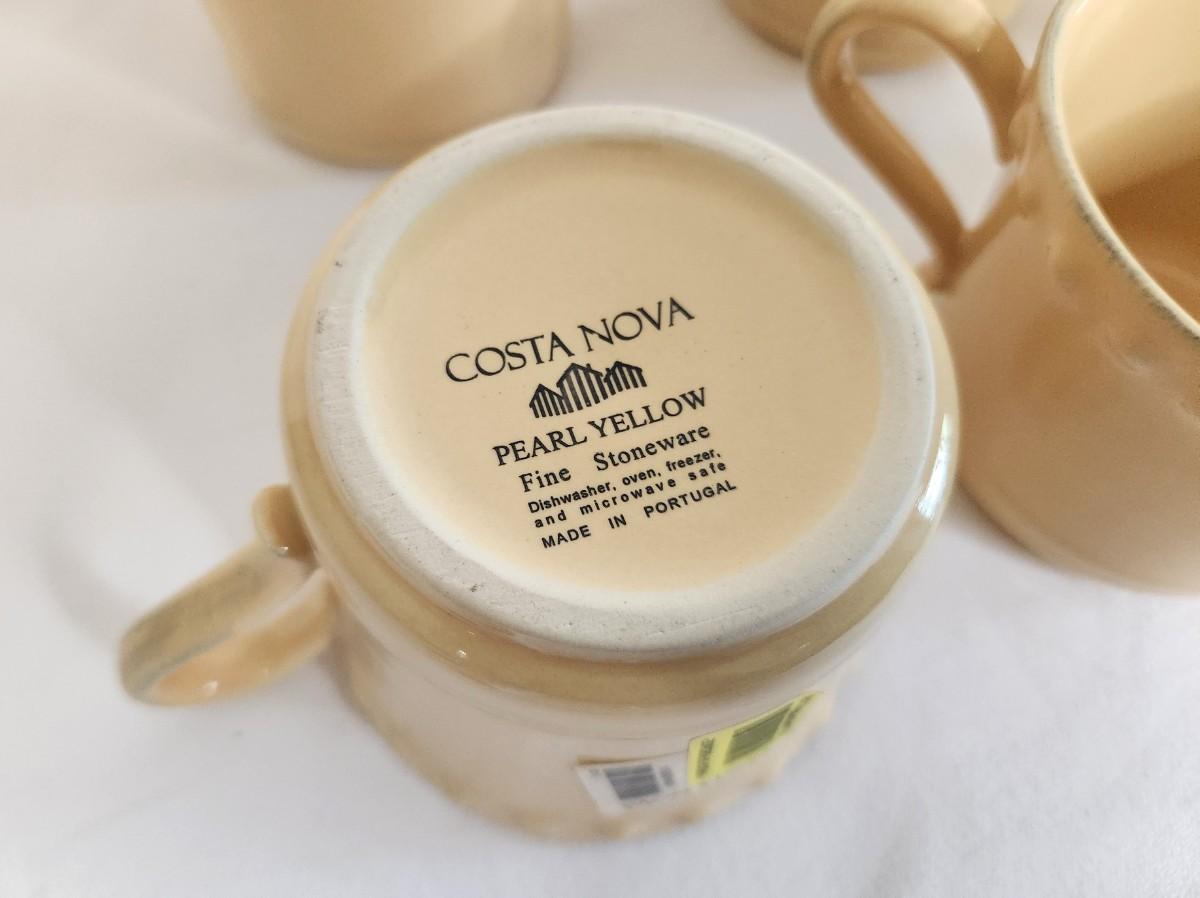 COSTA NOVA
PEARL YELLOW
Fine Stoneware
Dishwasher, oven, freezer,
and microwave safe
MADE IN PORTUGAL